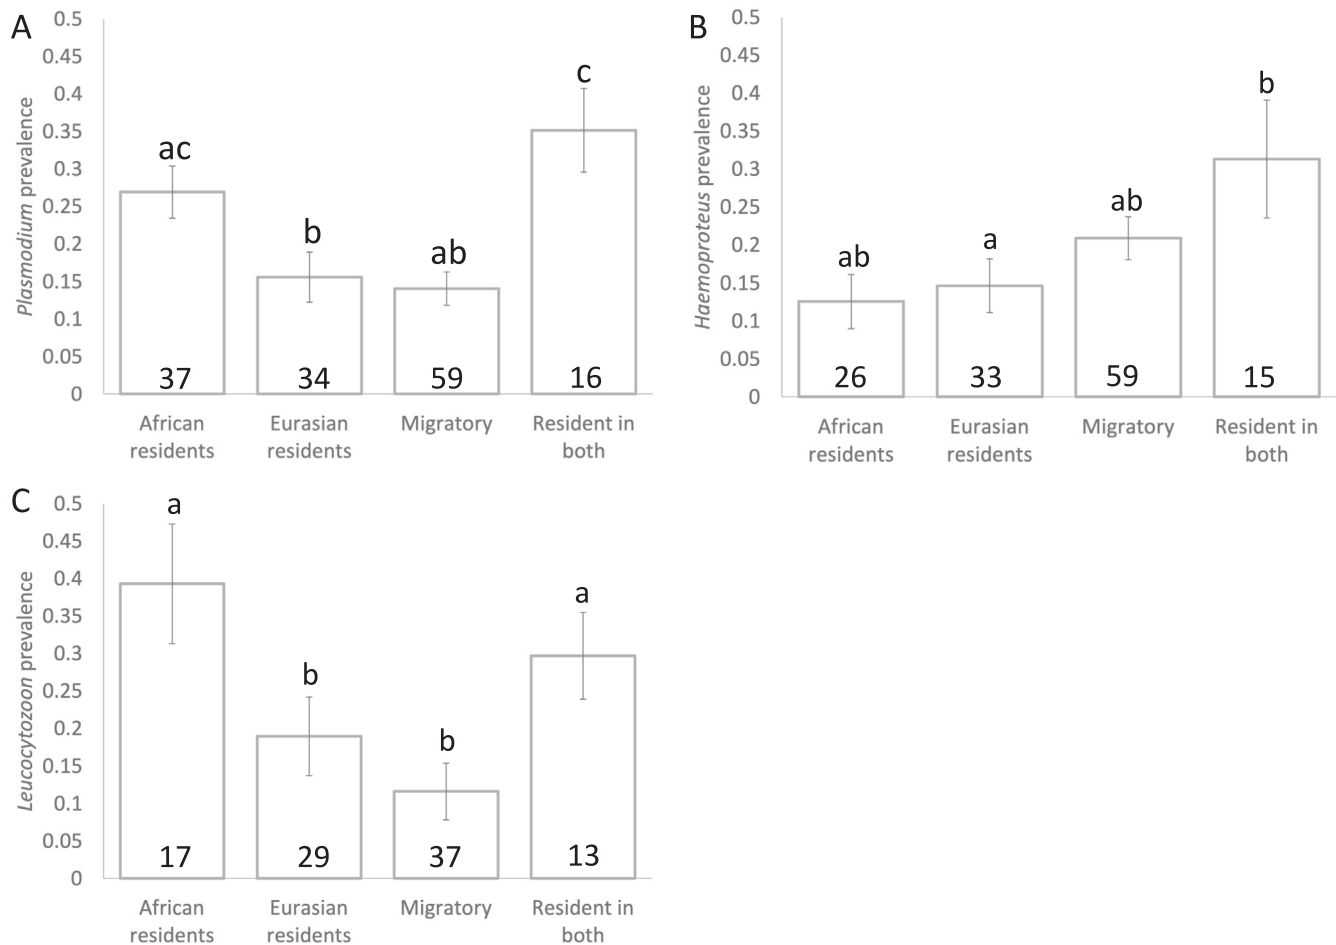 A
0.5
0.45
0.4
0.35
0.3
0.25
0.2
0.15
0.1
0.05
0
Plasmodium prevalence
ac
b
ab
c
37
34
59
16
African residents
Eurasian residents
Migratory
Resident in both
B
0.5
0.45
0.4
0.35
0.3
0.25
0.2
0.15
0.1
0.05
0
Haemoproteus prevalence
ab
a
ab
b
26
33
59
15
African residents
Eurasian residents
Migratory
Resident in both
C
0.5
0.45
0.4
0.35
0.3
0.25
0.2
0.15
0.1
0.05
0
Leucocytozoon prevalence
a
b
b
a
17
29
37
13
African residents
Eurasian residents
Migratory
Resident in both